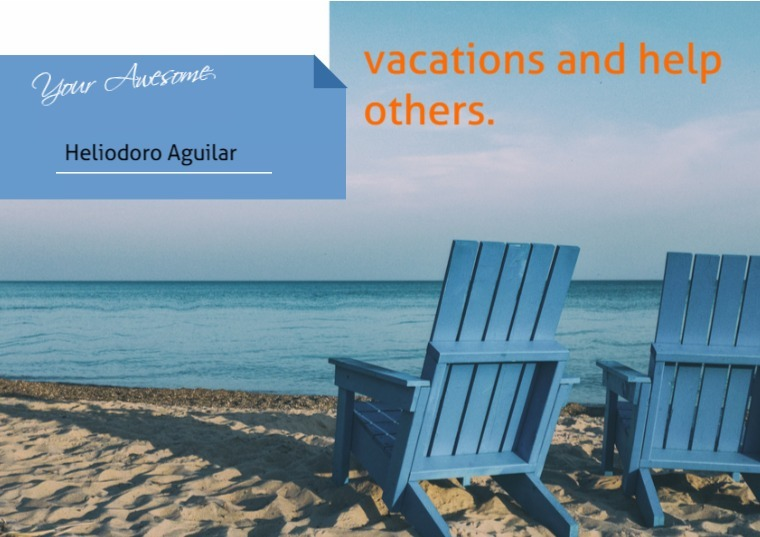 Your Awesome
Heliodoro Aguilar
vacations and help
others.